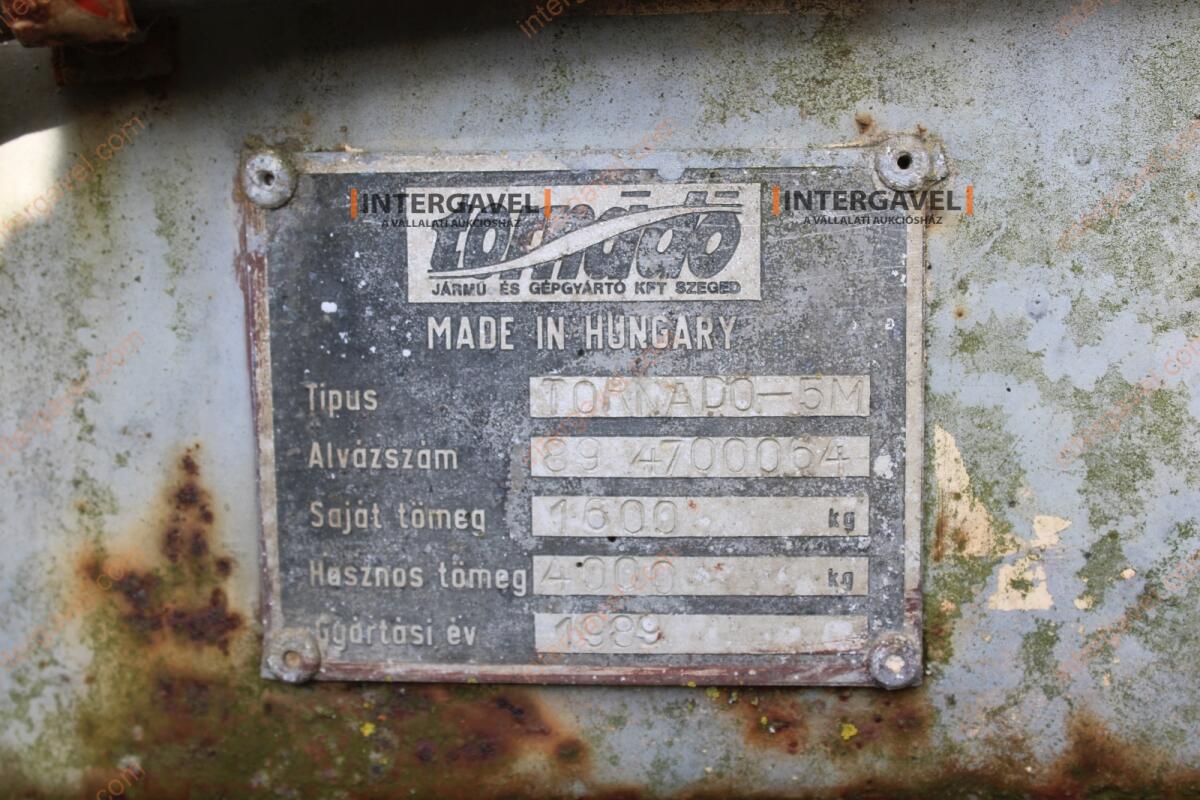 INTERGAVEL
A VÁLLALATI AUKCIÓSHÁZ
INTERGAVEL
A VÁLLALATI AUKCIÓSHÁZ
tornádó
JÁRMŰ ÉS GÉPGYÁRTÓ KFT SZEGED
MADE IN HUNGARY
Típus TORNADO-5M
Alvázszám 89 4700064
Saját tömeg 1600 kg
Hasznos tömeg 4000 kg
Gyártási év 1989